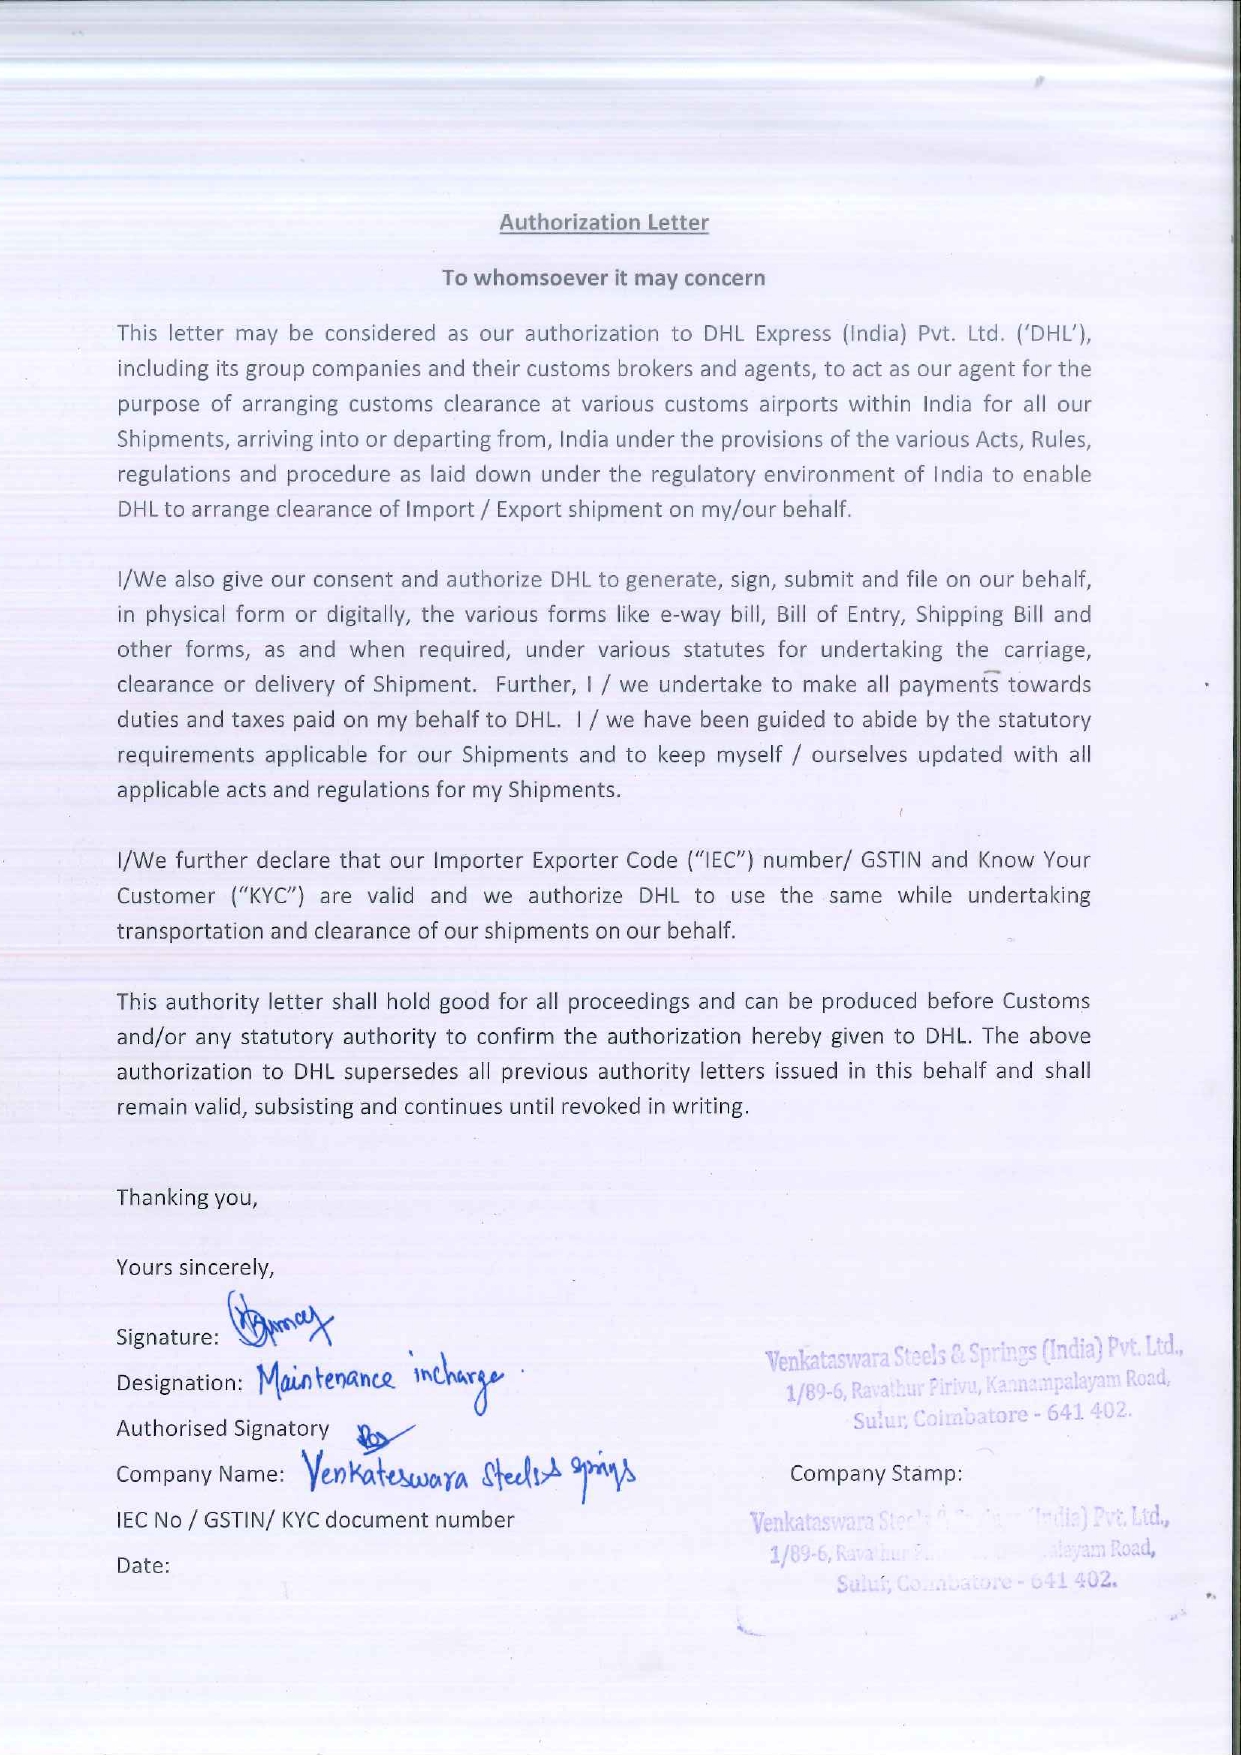 Authorization Letter
To whomsoever it may concern
This letter may be considered as our authorization to DHL Express (India) Pvt. Ltd. ('DHL'),
including its group companies and their customs brokers and agents, to act as our agent for the
purpose of arranging customs clearance at various customs airports within India for all our
Shipments, arriving into or departing from, India under the provisions of the various Acts, Rules,
regulations and procedure as laid down under the regulatory environment of India to enable
DHL to arrange clearance of Import / Export shipment on my/our behalf.
I/We also give our consent and authorize DHL to generate, sign, submit and file on our behalf,
in physical form or digitally, the various forms like e-way bill, Bill of Entry, Shipping Bill and
other forms, as and when required, under various statutes for undertaking the carriage,
clearance or delivery of Shipment. Further, I / we undertake to make all payments towards
duties and taxes paid on my behalf to DHL. I / we have been guided to abide by the statutory
requirements applicable for our Shipments and to keep myself / ourselves updated with all
applicable acts and regulations for my Shipments.
I/We further declare that our Importer Exporter Code ("IEC") number/ GSTIN and Know Your
Customer ("KYC") are valid and we authorize DHL to use the same while undertaking
transportation and clearance of our shipments on our behalf.
This authority letter shall hold good for all proceedings and can be produced before Customs
and/or any statutory authority to confirm the authorization hereby given to DHL. The above
authorization to DHL supersedes all previous authority letters issued in this behalf and shall
remain valid, subsisting and continues until revoked in writing.
Thanking you,
Yours sincerely,
Signature:
Designation: Maintenance incharge
Authorised Signatory
Company Name: Venkateswara Steels & Springs
IEC No / GSTIN/ KYC document number
Date:
Venkataswara Steels & Springs (India) Pvt. Ltd.,
1/89-6, Ravathur Pirivu, Kannampalayam Road,
Sulur, Coimbatore - 641 402.
Company Stamp:
Venkataswara India) Pvt. Ltd.,
1/89-6, Road,
Sulur, Coimbatore - 641 402.